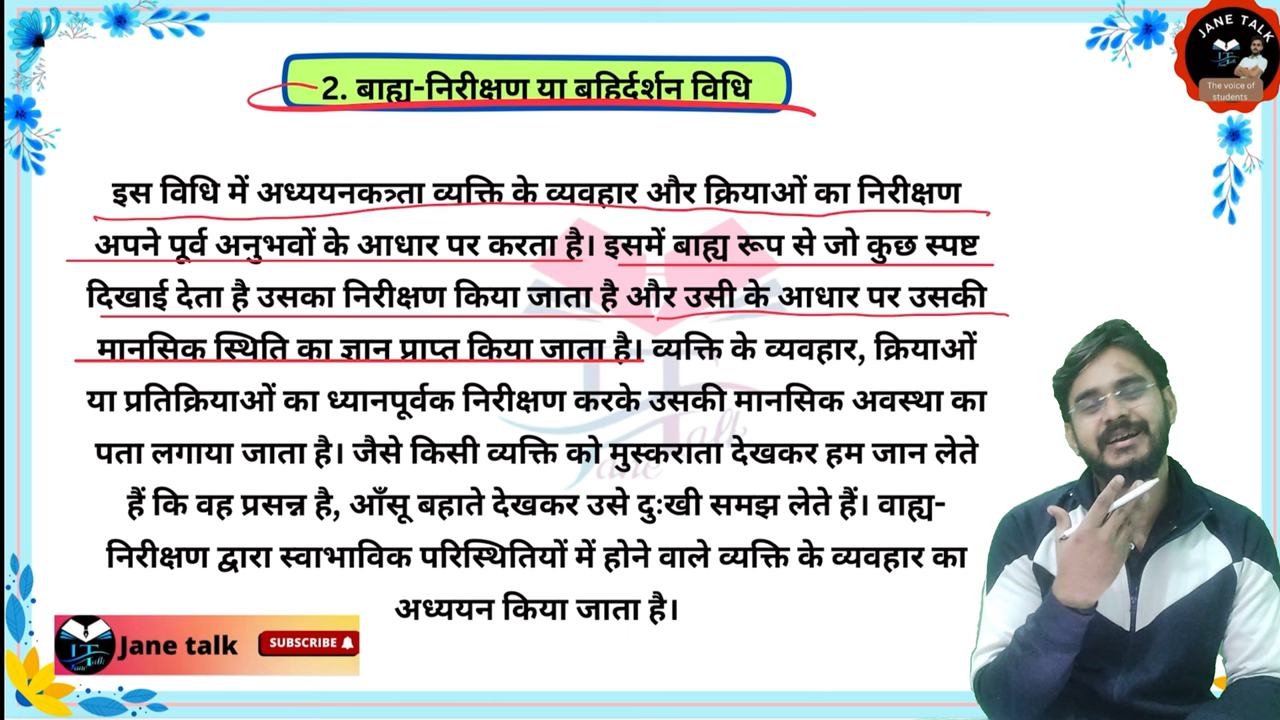 JANE TALK
The voice of
students
2. बाह्य-निरीक्षण या बहिर्दर्शन विधि
इस विधि में अध्ययनकत्र्ता व्यक्ति के व्यवहार और क्रियाओं का निरीक्षण
अपने पूर्व अनुभवों के आधार पर करता है। इसमें बाह्य रूप से जो कुछ स्पष्ट
दिखाई देता है उसका निरीक्षण किया जाता है और उसी के आधार पर उसकी
मानसिक स्थिति का ज्ञान प्राप्त किया जाता है। व्यक्ति के व्यवहार, क्रियाओं
या प्रतिक्रियाओं का ध्यानपूर्वक निरीक्षण करके उसकी मानसिक अवस्था का
पता लगाया जाता है। जैसे किसी व्यक्ति को मुस्कराता देखकर हम जान लेते
हैं कि वह प्रसन्न है, आँसू बहाते देखकर उसे दुःखी समझ लेते हैं। वाह्य-
निरीक्षण द्वारा स्वाभाविक परिस्थितियों में होने वाले व्यक्ति के व्यवहार का
अध्ययन किया जाता है।
Jane talk
SUBSCRIBE